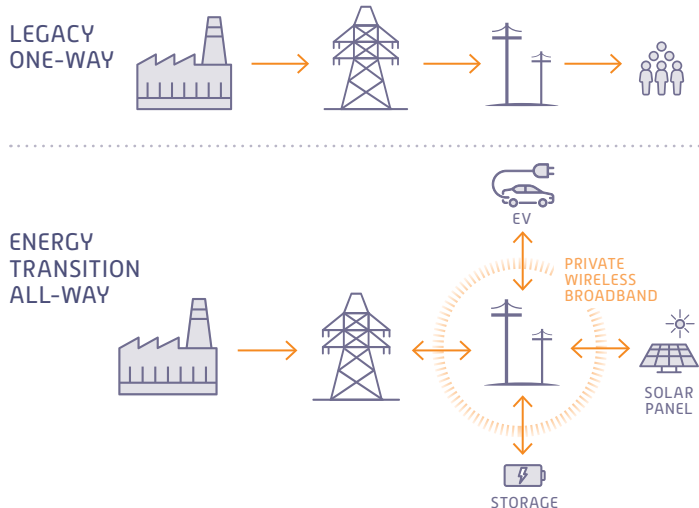 LEGACY
ONE-WAY
EV
ENERGY
TRANSITION
ALL-WAY
PRIVATE
WIRELESS
BROADBAND
SOLAR
PANEL
STORAGE